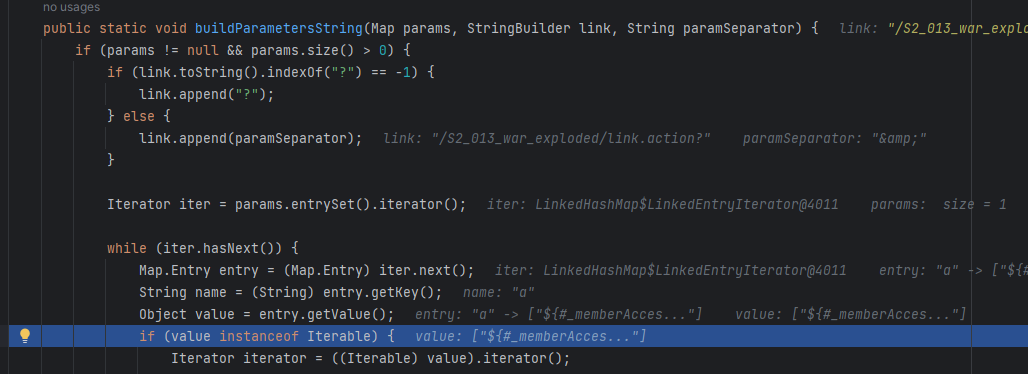 no usages
public static void buildParametersString(Map params, StringBuilder link, String paramSeparator) {   link: "/S2_013_war_explo
if (params != null && params.size() > 0) {
if (link.toString().indexOf("?") == -1) {
link.append("?");
} else {
link.append(paramSeparator);   link: "/S2_013_war_exploded/link.action?"    paramSeparator: "&amp;"
}
Iterator iter = params.entrySet().iterator();   iter: LinkedHashMap$LinkedEntryIterator@4011    params:  size = 1
while (iter.hasNext()) {
Map.Entry entry = (Map.Entry) iter.next();   iter: LinkedHashMap$LinkedEntryIterator@4011    entry: "a" -> ["${#
String name = (String) entry.getKey();   name: "a"
Object value = entry.getValue();   entry: "a" -> ["${#_memberAcces..."]    value: ["${#_memberAcces..."]
if (value instanceof Iterable) {   value: ["${#_memberAcces..."]
Iterator iterator = ((Iterable) value).iterator();